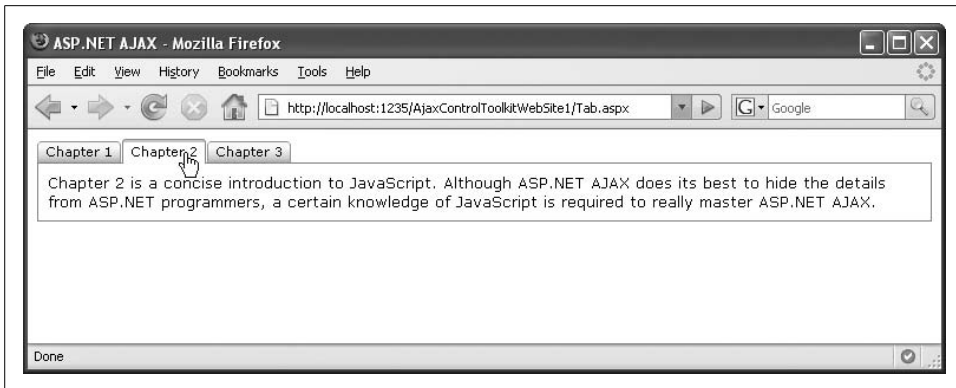 ASP.NET AJAX - Mozilla Firefox
File Edit View History Bookmarks Tools Help
http://localhost:1235/AjaxControlToolkitWebSite1/Tab.aspx G Google
Chapter 1 Chapter 2 Chapter 3
Chapter 2 is a concise introduction to JavaScript. Although ASP.NET AJAX does its best to hide the details
from ASP.NET programmers, a certain knowledge of JavaScript is required to really master ASP.NET AJAX.
Done